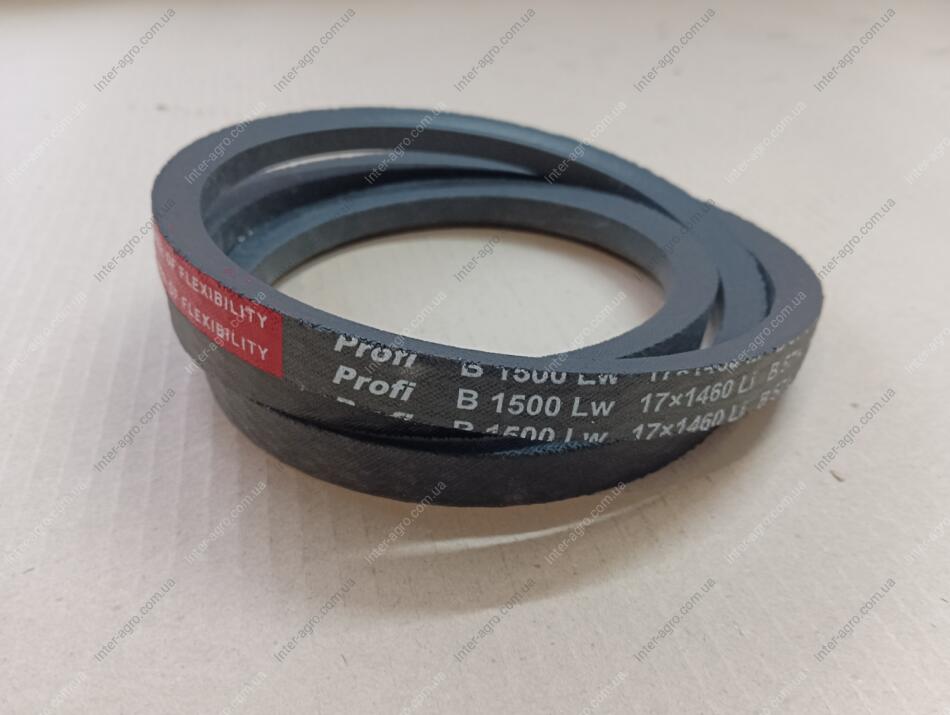 OF FLEXIBILITY
OF FLEXIBILITY
Profi B 1500 Lw
Profi B 1500 Lw 17×1460 Li B
Profi B 1500 Lw 17×1460 Li
Inter-agro.com.ua